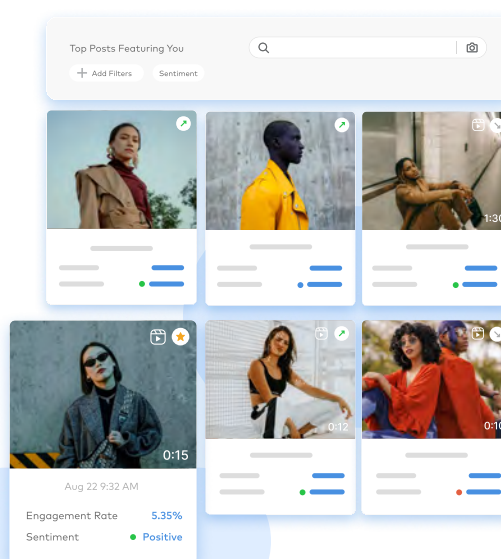 Top Posts Featuring You
Add Filters
Sentiment
1:30
0:15
0:12
0:10
Aug 22 9:32 AM
Engagement Rate 5.35%
Sentiment Positive